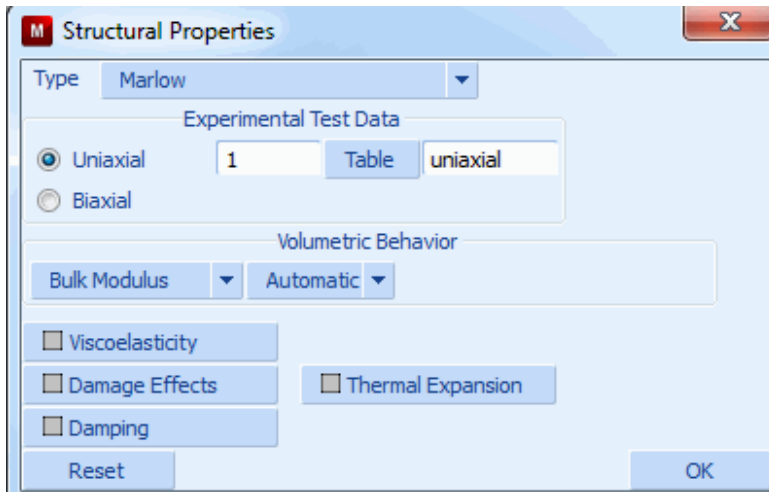 M Structural Properties X
Type Marlow
Experimental Test Data
Uniaxial 1 Table uniaxial
Biaxial
Volumetric Behavior
Bulk Modulus Automatic
Viscoelasticity
Damage Effects Thermal Expansion
Damping
Reset OK